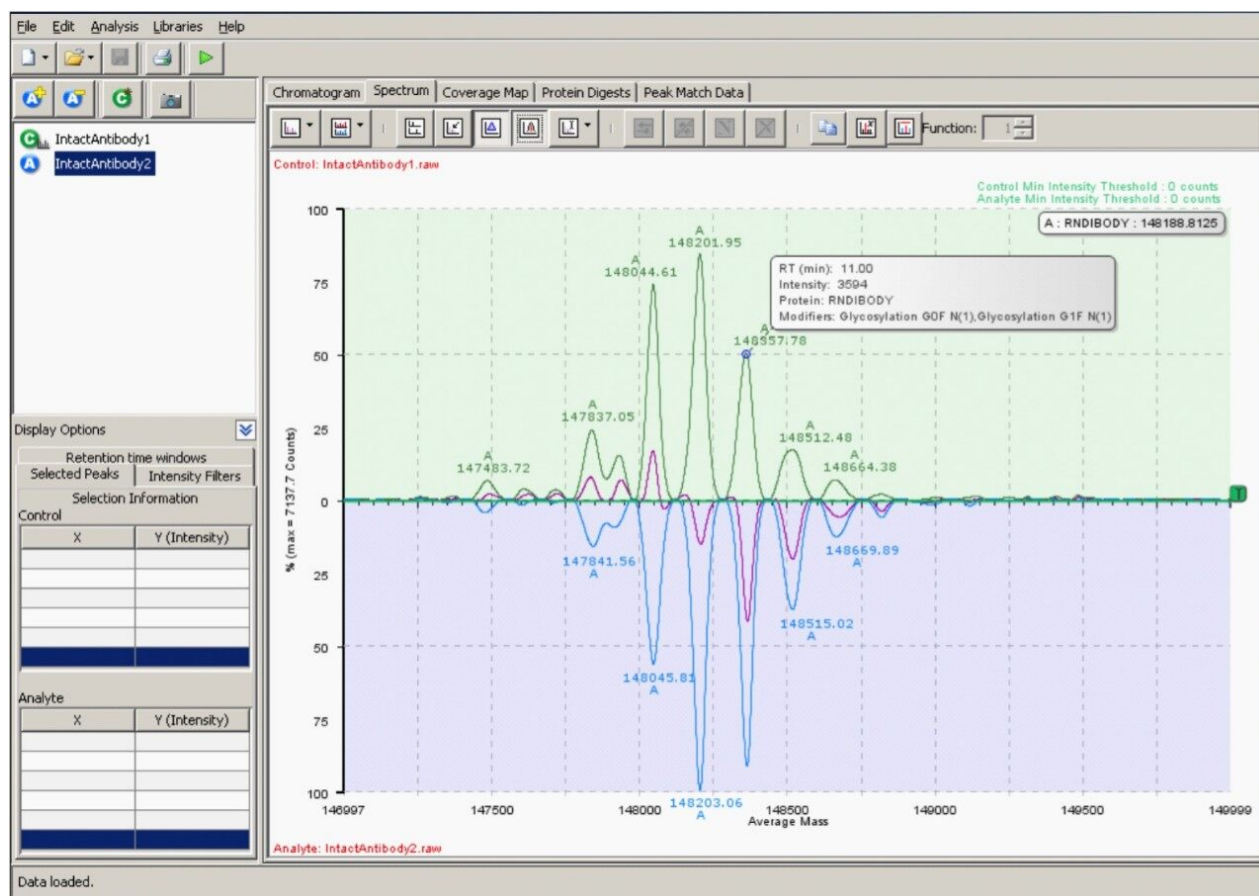 File Edit Analysis Libraries Help
IntactAntibody1
IntactAntibody2
Display Options
Retention time windows
Selected Peaks Intensity Filters
Selection Information
Control
X Y (Intensity)
Analyte
X Y (Intensity)
Data loaded.
Chromatogram Spectrum Coverage Map Protein Digests Peak Match Data
Function: 1
Control: IntactAntibody1.raw
Control Min Intensity Threshold : 0 counts
Analyte Min Intensity Threshold : 0 counts
A : RNDIBODY : 148188.8125
RT (min): 11.00
Intensity: 3594
Protein: RNDIBODY
Modifiers: Glycosylation G0F N(1),Glycosylation G1F N(1)
% (max = 7137.7 Counts)
100
75
50
25
0
25
50
75
100
A
147483.72
A
147837.05
A
148044.61
A
148201.95
A
148357.78
A
148512.48
A
148664.38
T
147841.56
A
148045.81
A
148203.06
A
148515.02
A
148669.89
A
146997 147500 148000 148500 149000 149500 149999
Average Mass
Analyte: IntactAntibody2.raw